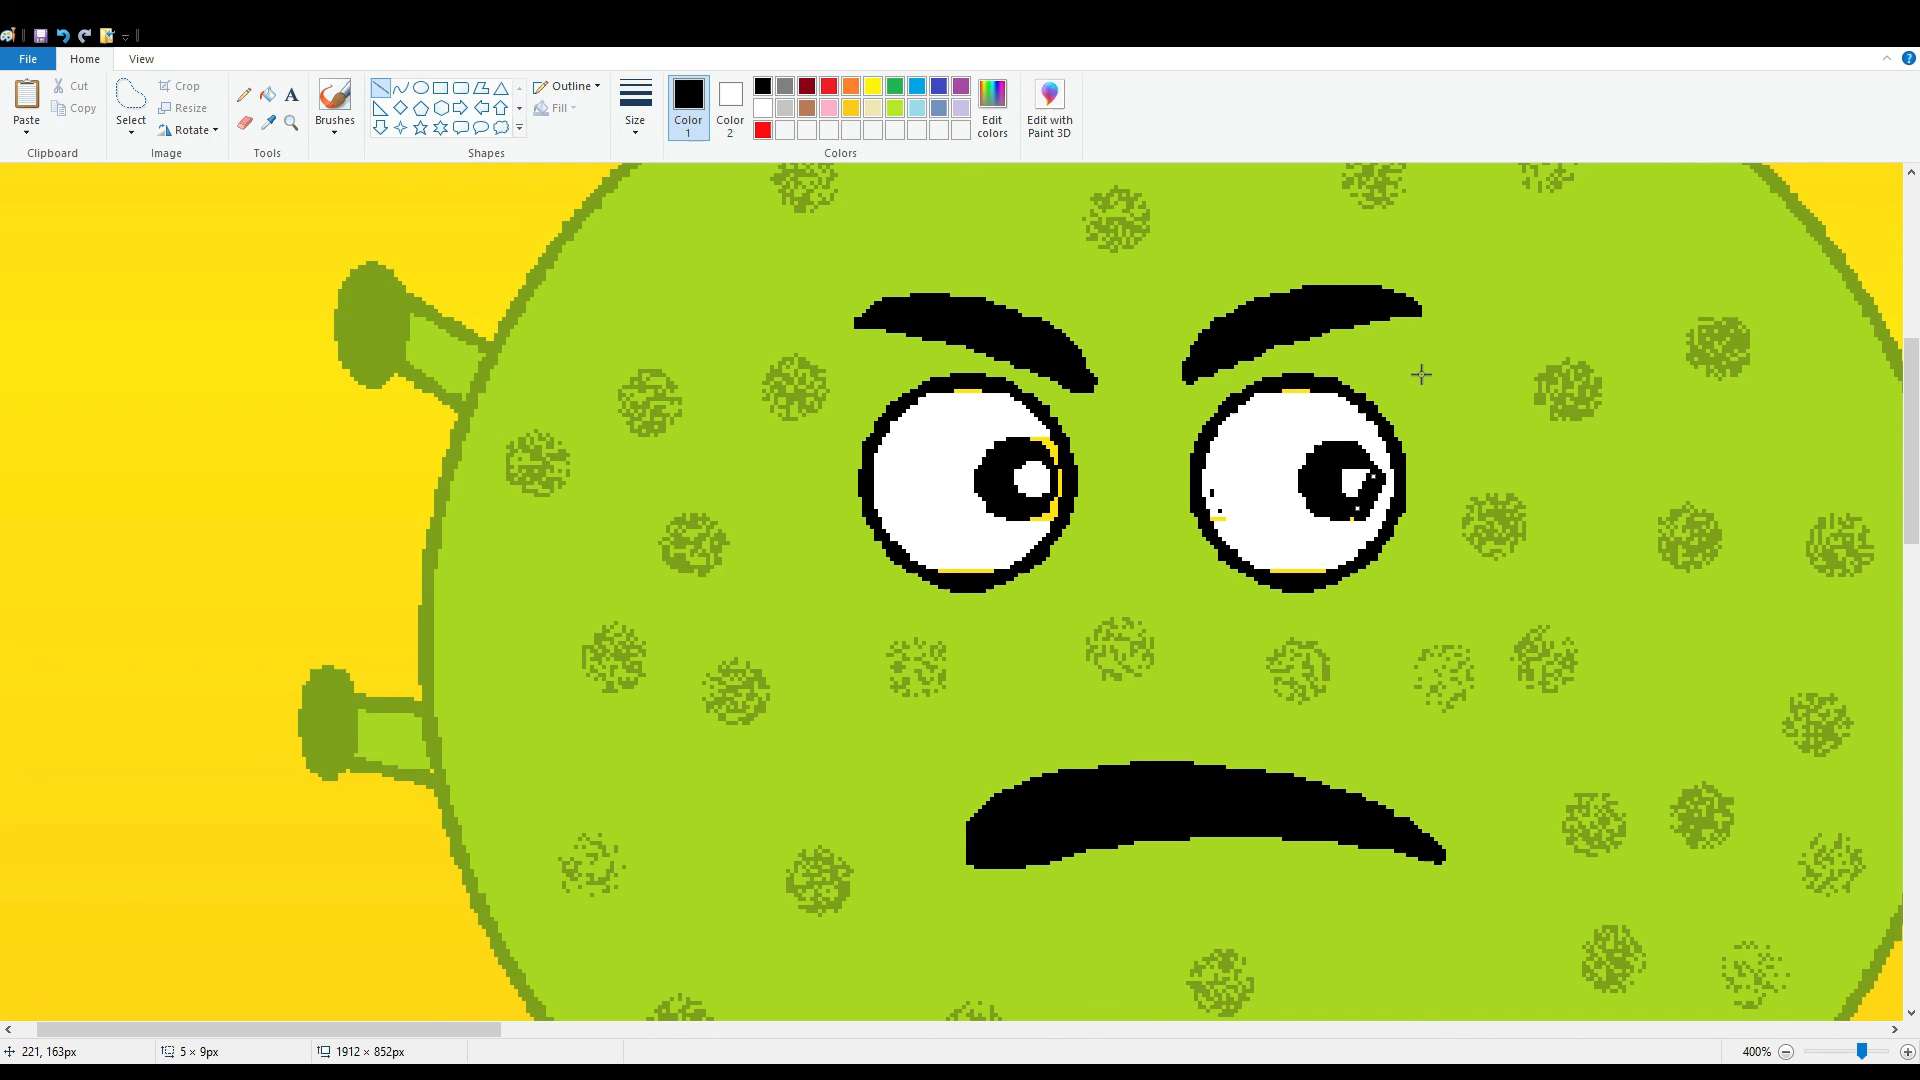 File Home View
Paste
Cut
Copy
Clipboard
Select
Crop
Resize
Rotate
Image
A
Tools
Brushes
Shapes
Outline
Fill
Size
Color 1
Color 2
Colors
Edit colors
Edit with Paint 3D
?
221, 163px 5 × 9px 1912 × 852px 400%